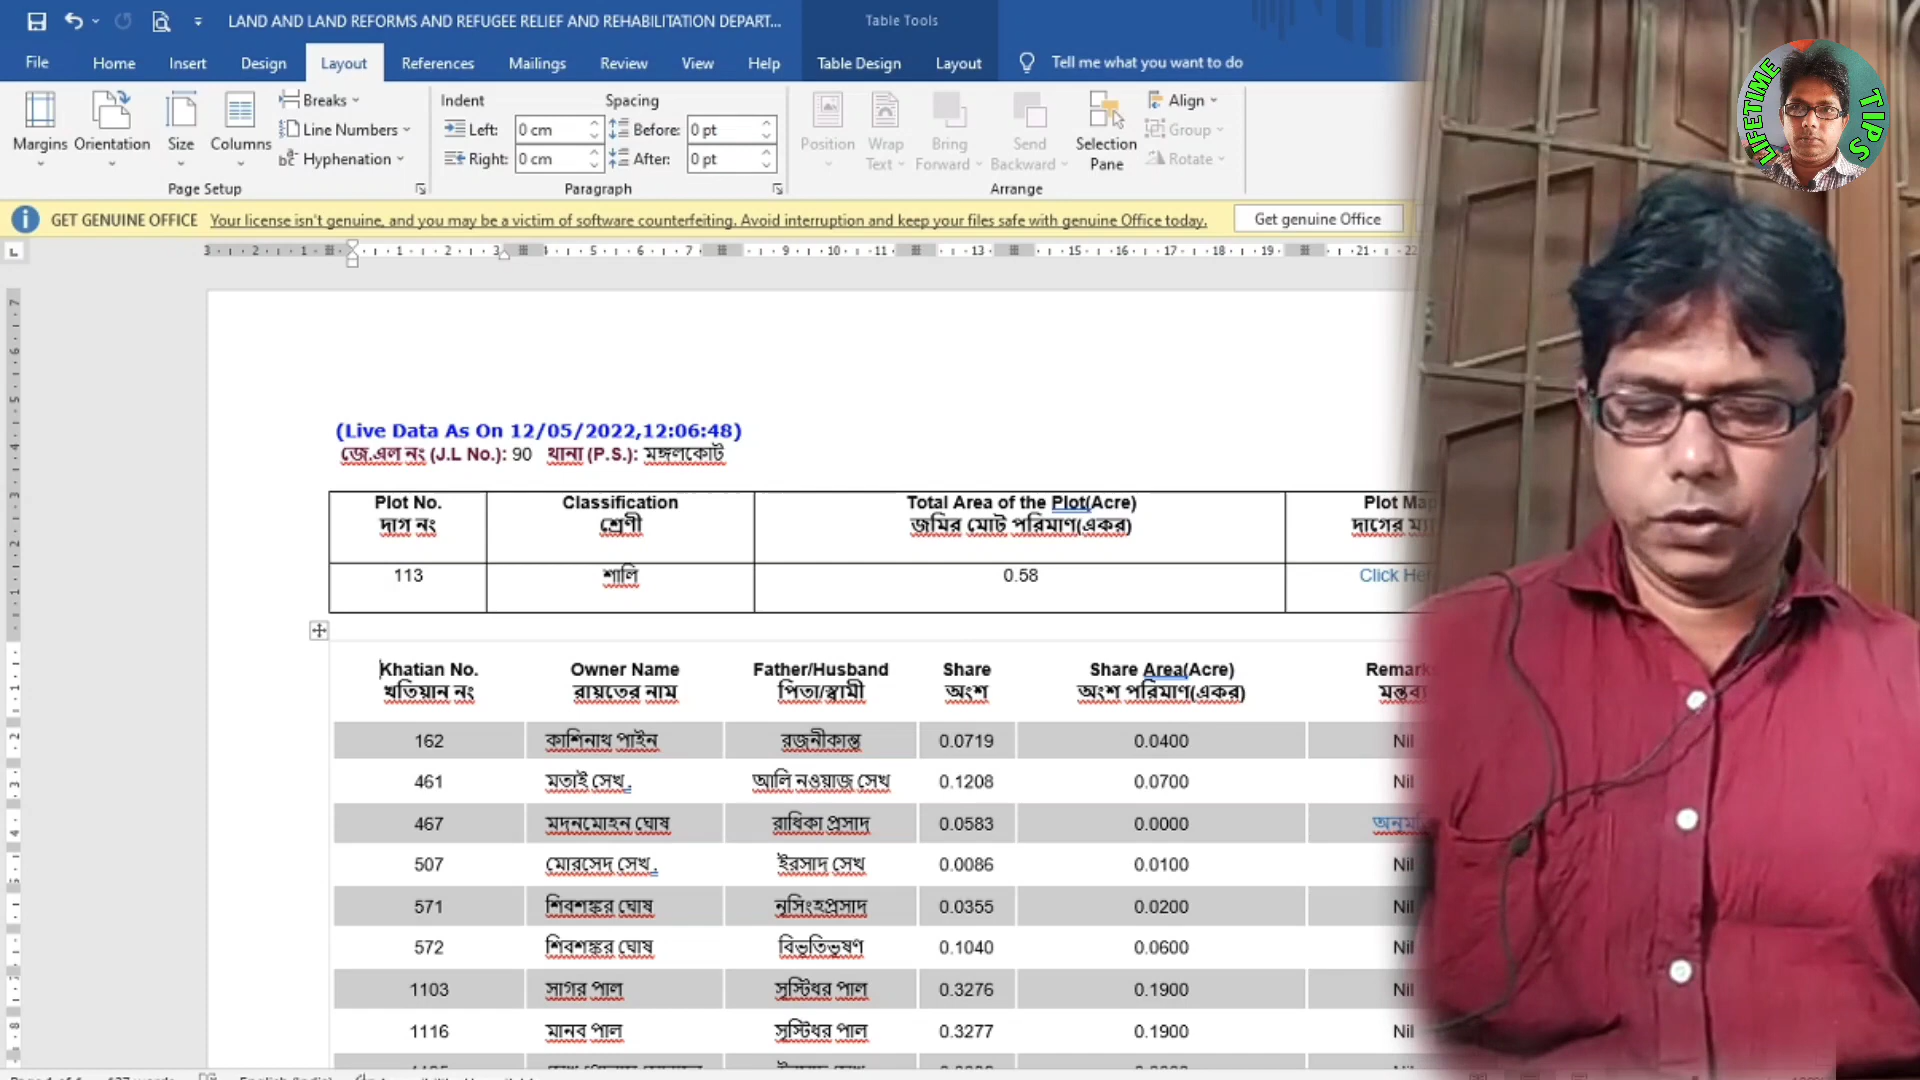 LAND AND LAND REFORMS AND REFUGEE RELIEF AND REHABILITATION DEPART...
Table Tools
File Home Insert Design Layout References Mailings Review View Help Table Design Layout Tell me what you want to do
Margins Orientation Size Columns
Breaks
Line Numbers
Hyphenation
Page Setup
Indent Spacing
Left: 0 cm Before: 0 pt
Right: 0 cm After: 0 pt
Paragraph
Position Wrap Text Bring Forward Send Backward Selection Pane
Align
Group
Rotate
Arrange
LIFETIME TIPS
GET GENUINE OFFICE Your license isn't genuine, and you may be a victim of software counterfeiting. Avoid interruption and keep your files safe with genuine Office today. Get genuine Office
(Live Data As On 12/05/2022,12:06:48)
জে.এল নং (J.L No.): 90 থানা (P.S.): মঙ্গলকোট
Plot No. Classification Total Area of the Plot(Acre) Plot Map
দাগ নং শ্রেণী জমির মোট পরিমাণ(একর) দাগের
113 শালি 0.58 Click
Khatian No. Owner Name Father/Husband Share Share Area(Acre) Remarks
খতিয়ান নং রায়তের নাম পিতা/স্বামী অংশ অংশ পরিমাণ(একর) মন্তব্য
162 কাশিনাথ পাইন রজনীকান্ত 0.0719 0.0400 Nil
461 মতাই সেখ . আলি নওয়াজ সেখ 0.1208 0.0700 Nil
467 মদনমোহন ঘোষ রাধিকা প্রসাদ 0.0583 0.0000
507 মোরসেদ সেখ . ইরসাদ সেখ 0.0086 0.0100 Nil
571 শিবশঙ্কর ঘোষ নৃসিংহপ্রসাদ 0.0355 0.0200 Nil
572 শিবশঙ্কর ঘোষ বিভূতিভূষণ 0.1040 0.0600 Nil
1103 সাগর পাল সৃস্টিধর পাল 0.3276 0.1900 Nil
1116 মানব পাল সৃস্টিধর পাল 0.3277 0.1900 Nil